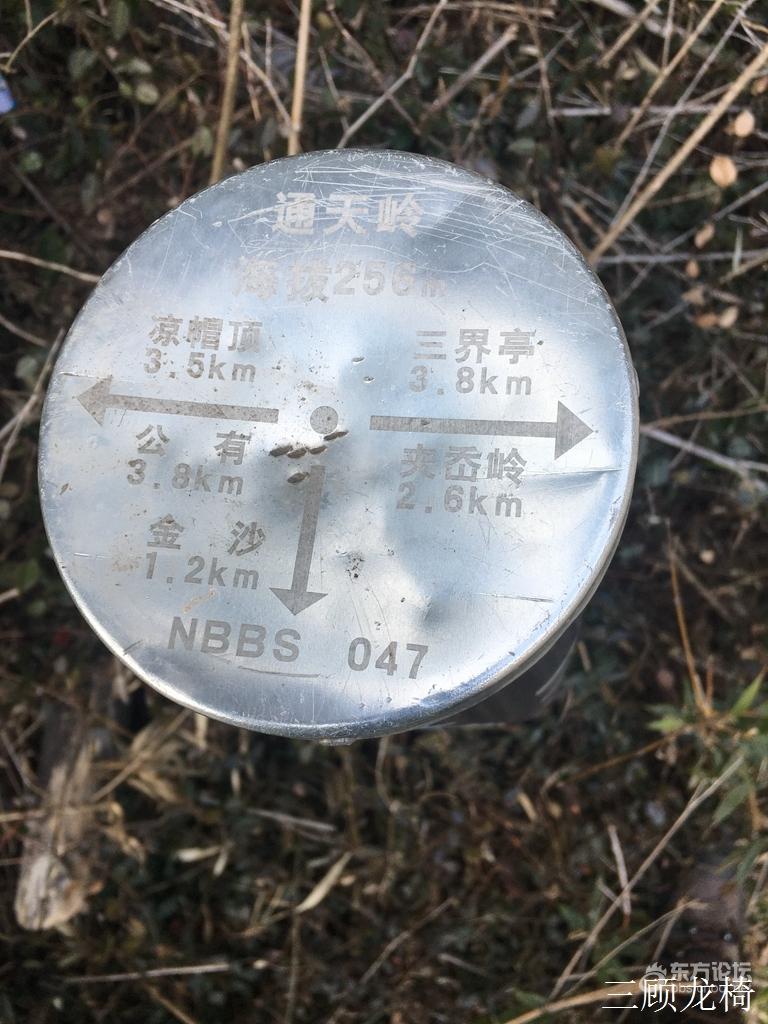 通天岭
海拔256m
凉帽顶
3.5km
三界亭
3.8km
公有
3.8km
夹岙岭
2.6km
金沙
1.2km
NBBS 047
东方论坛
三顾龙椅